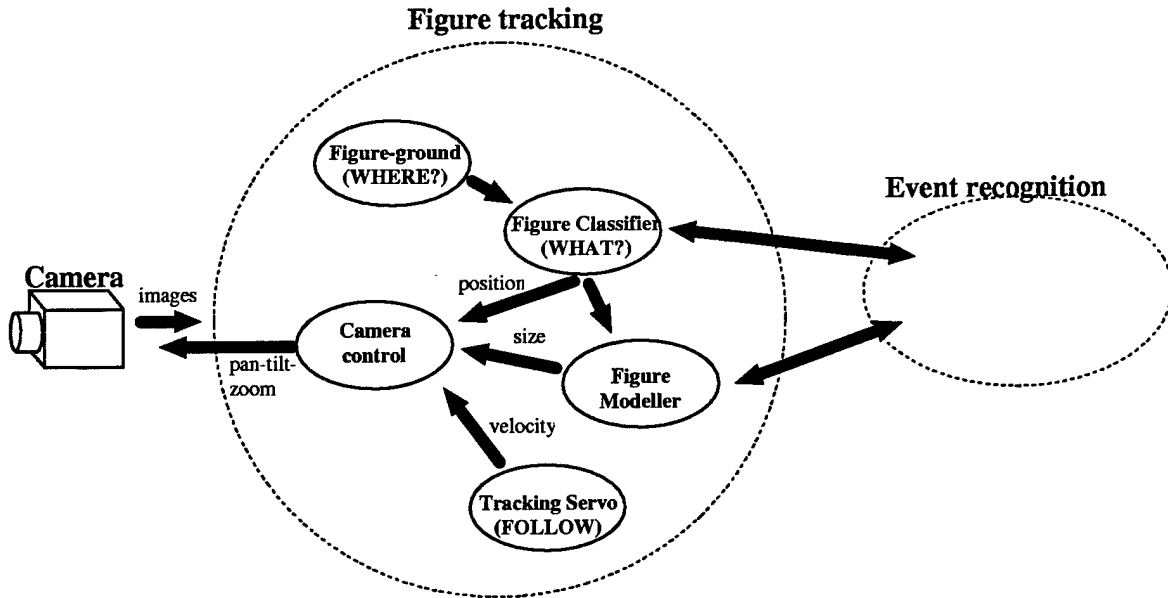 Figure tracking
Figure-ground
(WHERE?)
Event recognition
Figure Classifier
(WHAT?)
Camera
images
position
Camera
control
size
pan-tilt-
zoom
Figure
Modeller
velocity
Tracking Servo
(FOLLOW)